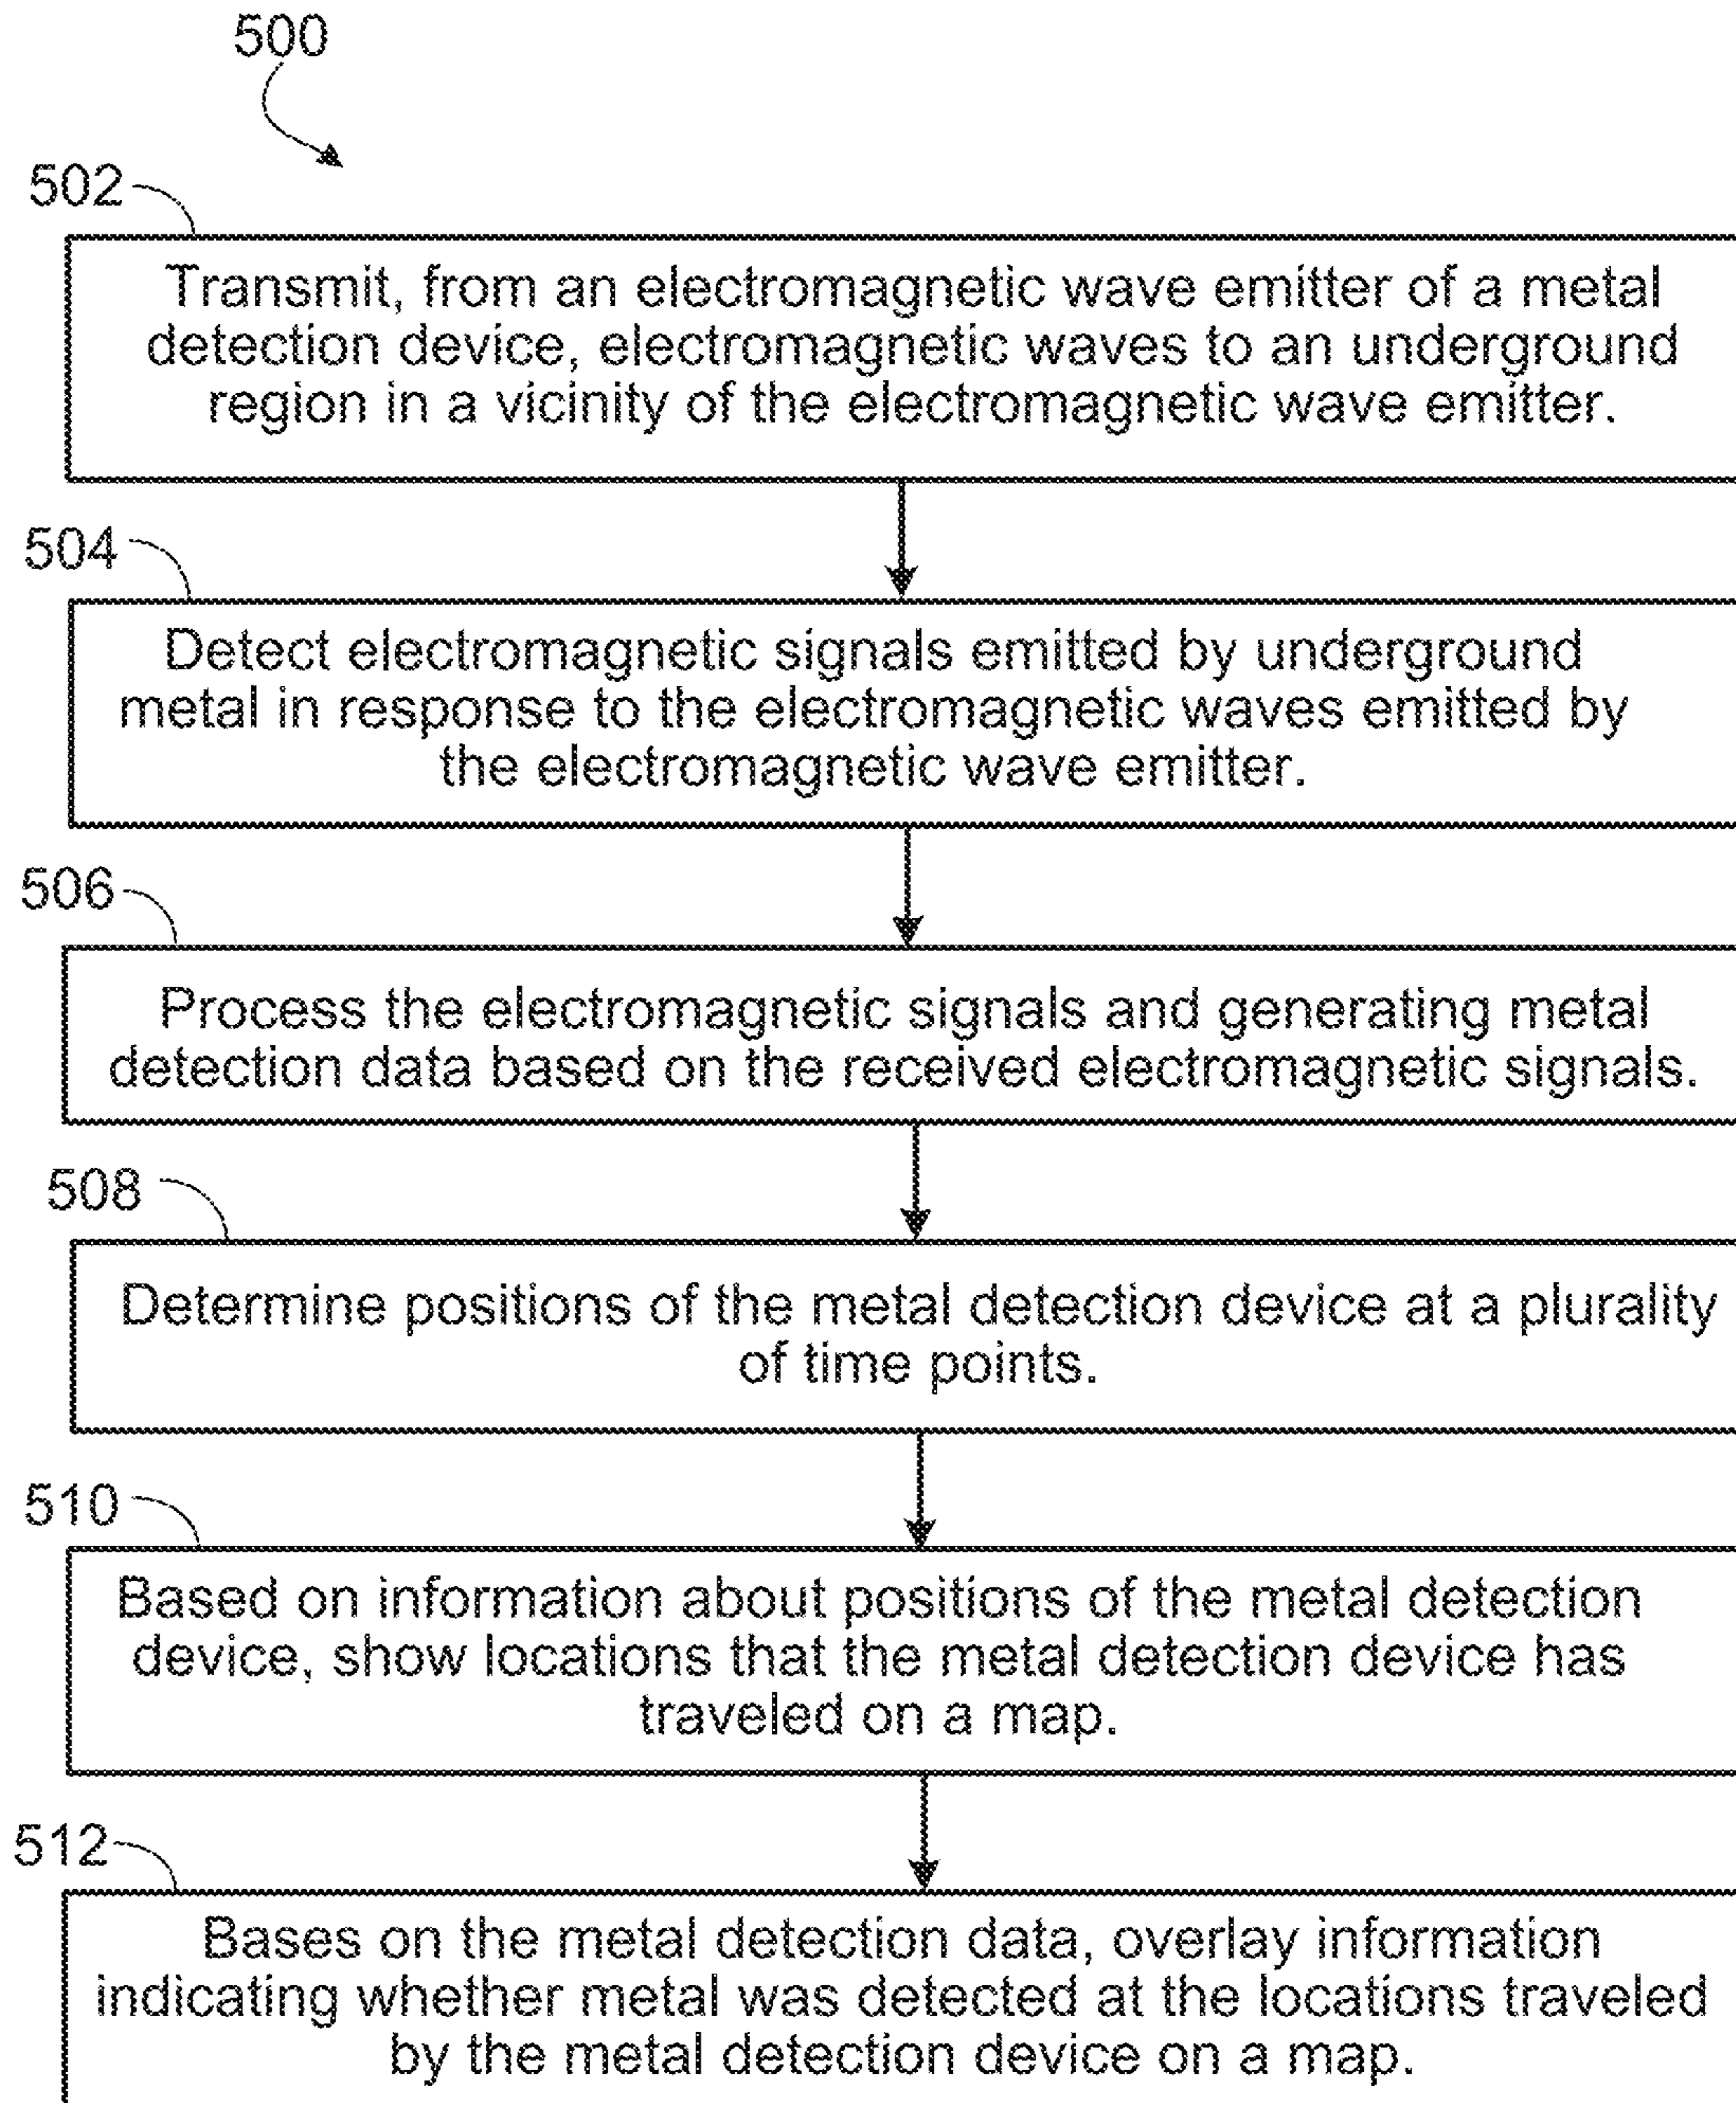 500
502
Transmit, from an electromagnetic wave emitter of a metal
detection device, electromagnetic waves to an underground
region in a vicinity of the electromagnetic wave emitter.
504
Detect electromagnetic signals emitted by underground
metal in response to the electromagnetic waves emitted by
the electromagnetic wave emitter.
506
Process the electromagnetic signals and generating metal
detection data based on the received electromagnetic signals.
508
Determine positions of the metal detection device at a plurality
of time points.
510
Based on information about positions of the metal detection
device, show locations that the metal detection device has
traveled on a map.
512
Bases on the metal detection data, overlay information
indicating whether metal was detected at the locations traveled
by the metal detection device on a map.